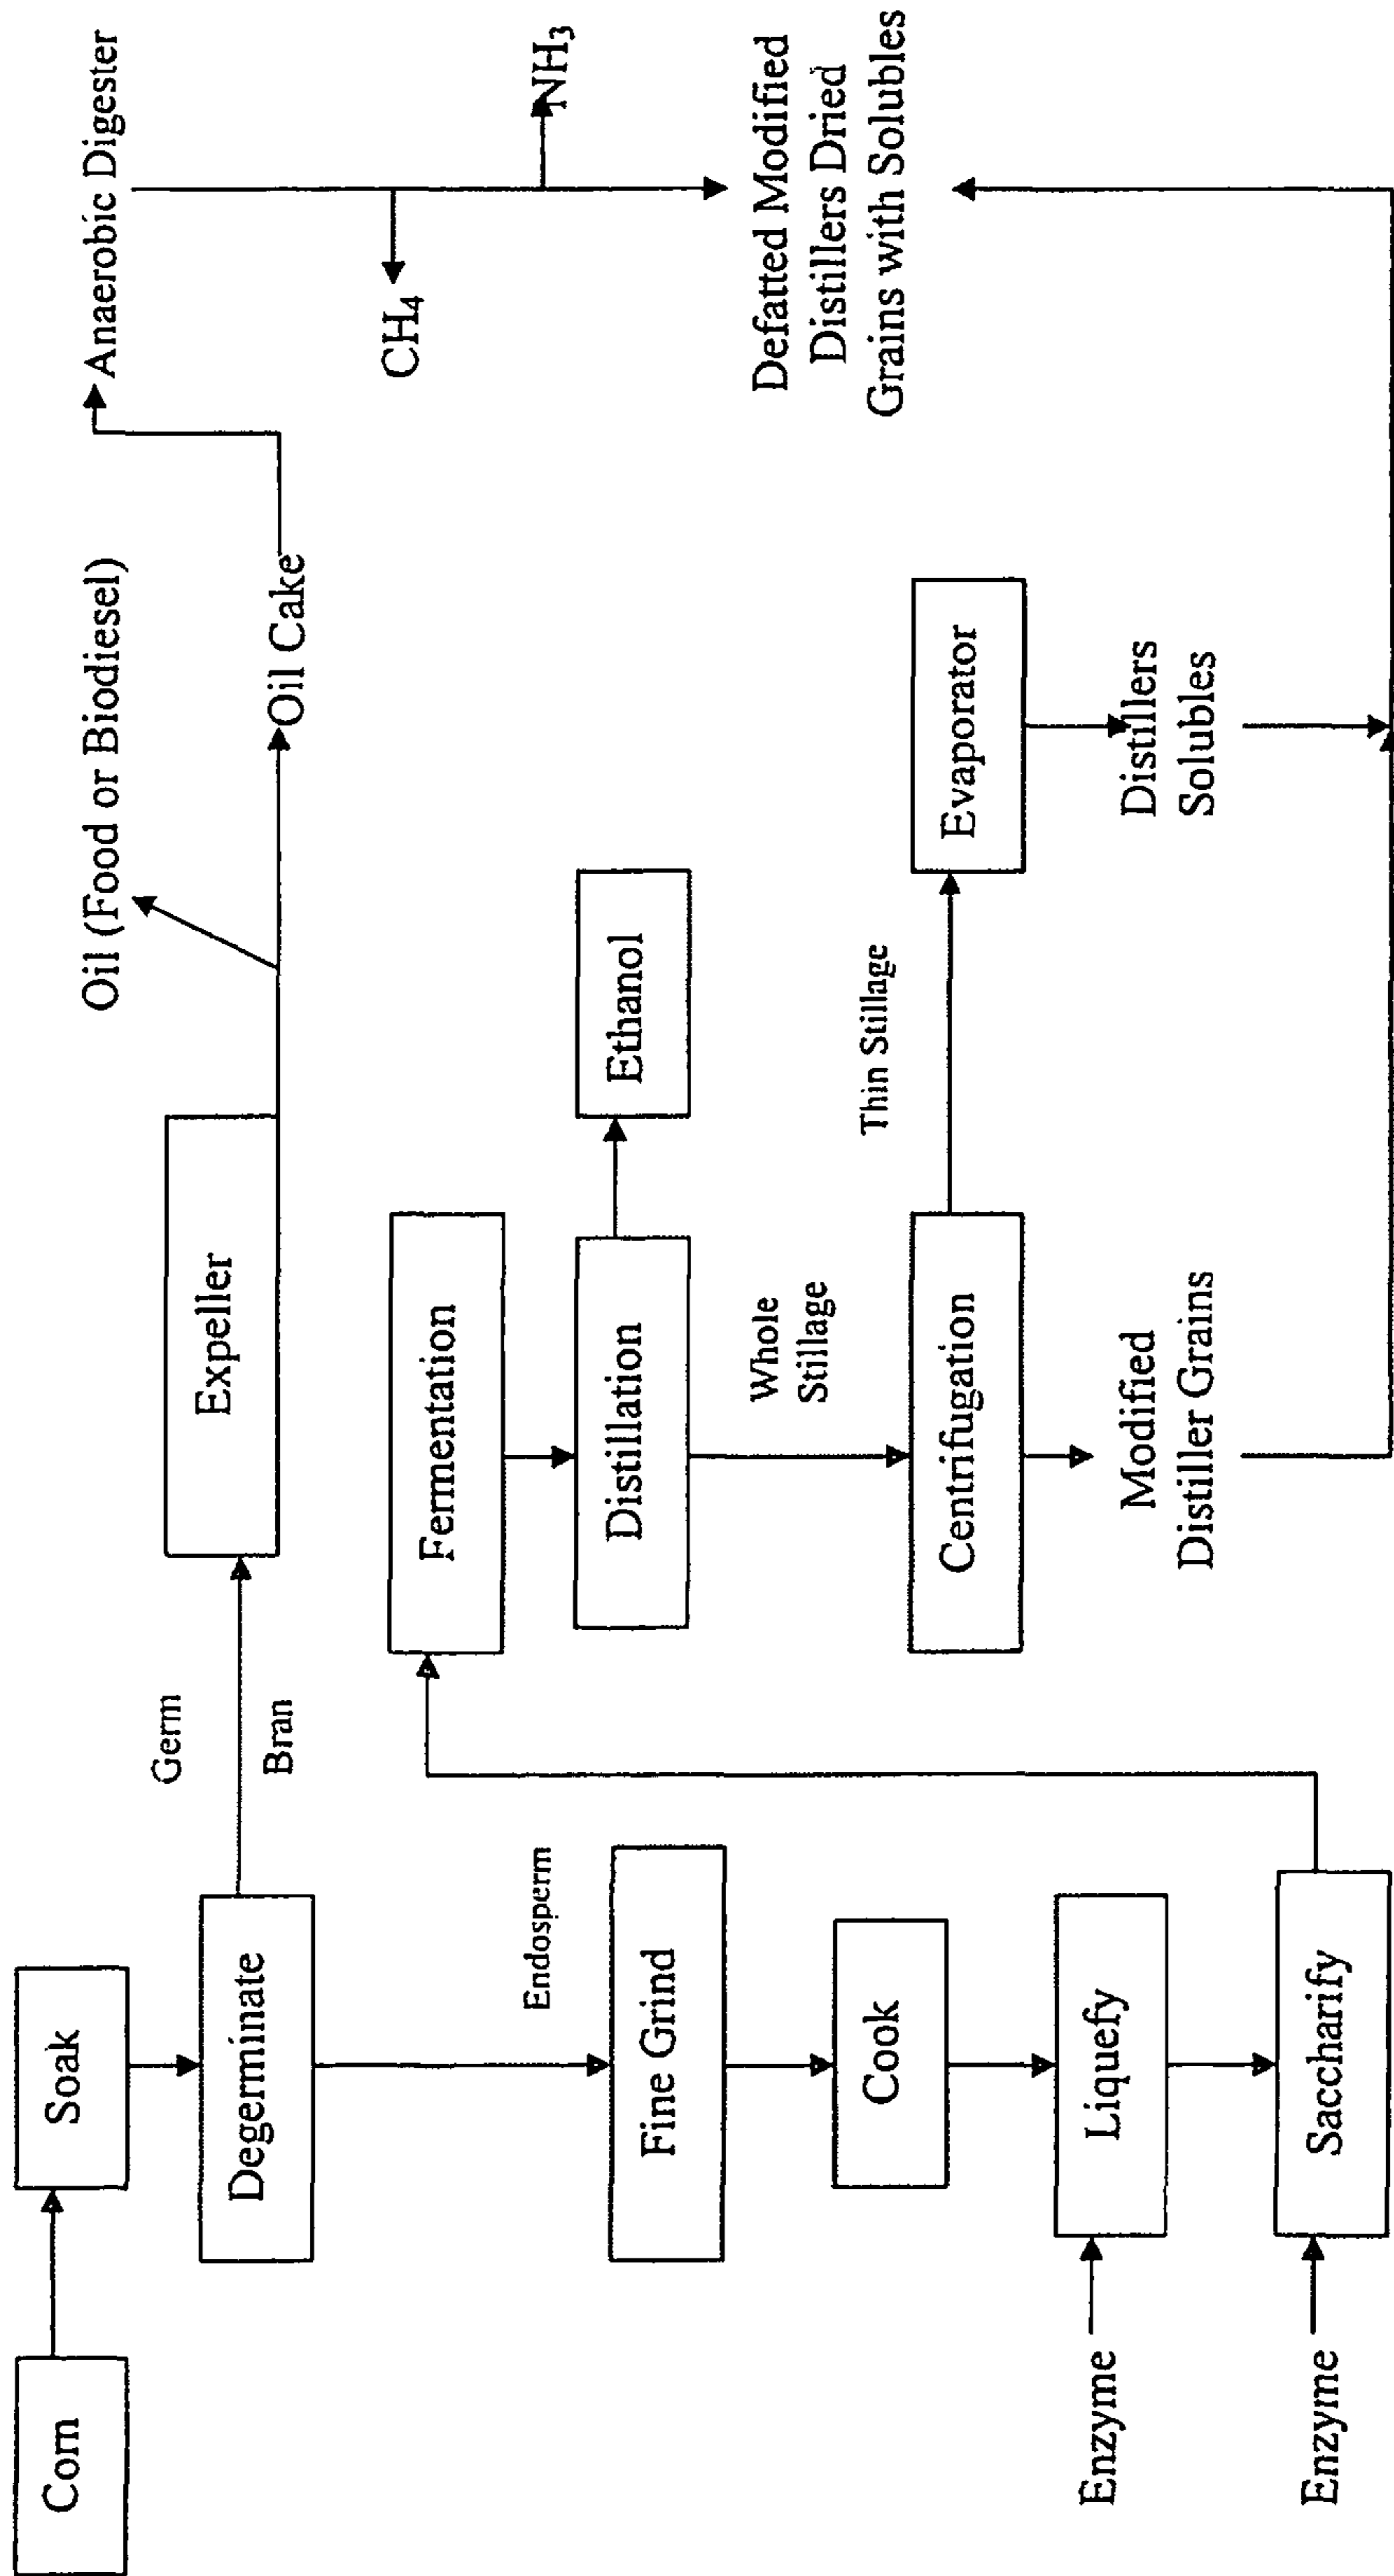 Corn
Soak
Degerminate
Germ
Bran
Expeller
Oil (Food or Biodiesel)
Oil Cake
Anaerobic Digester
CH4
NH3
Endosperm
Fine Grind
Cook
Enzyme
Liquefy
Enzyme
Saccharify
Fermentation
Distillation
Ethanol
Whole
Stillage
Centrifugation
Thin Stillage
Evaporator
Modified
Distiller Grains
Distillers
Solubles
Defatted Modified
Distillers Dried
Grains with Solubles